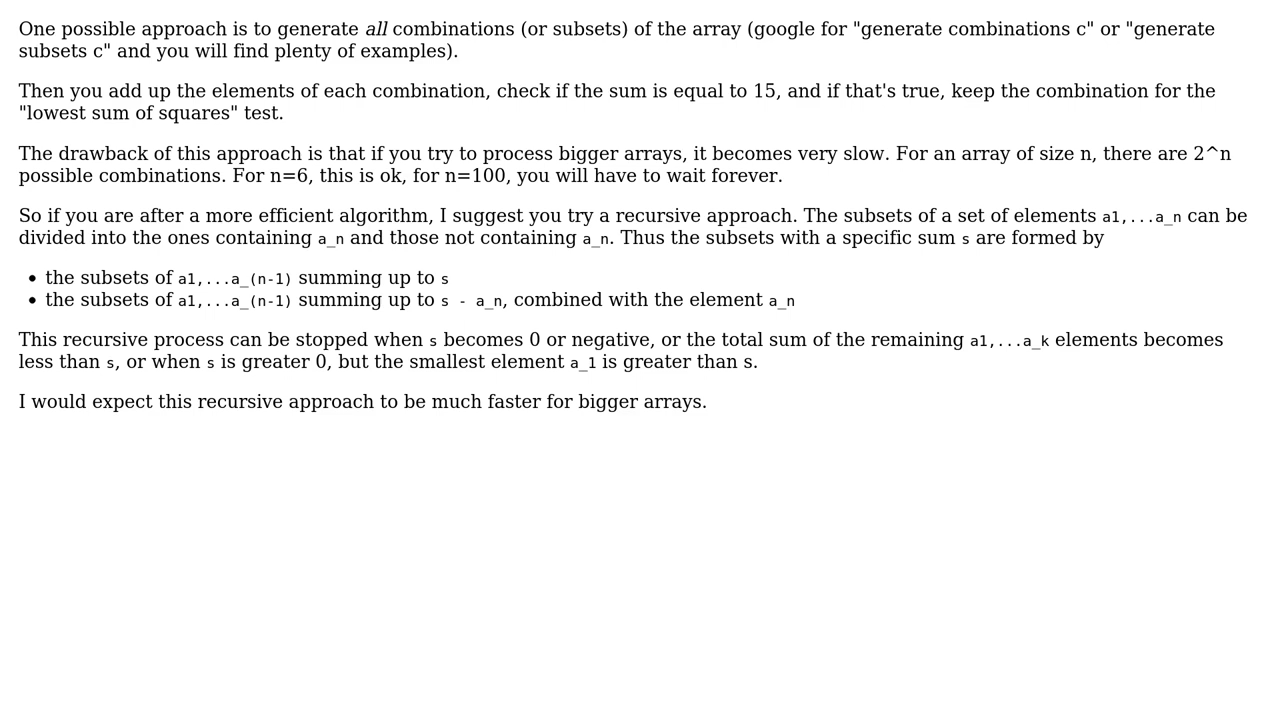 One possible approach is to generate all combinations (or subsets) of the array (google for "generate combinations c" or "generate
subsets c" and you will find plenty of examples).
Then you add up the elements of each combination, check if the sum is equal to 15, and if that's true, keep the combination for the
"lowest sum of squares" test.
The drawback of this approach is that if you try to process bigger arrays, it becomes very slow. For an array of size n, there are 2^n
possible combinations. For n=6, this is ok, for n=100, you will have to wait forever.
So if you are after a more efficient algorithm, I suggest you try a recursive approach. The subsets of a set of elements a1,...a_n can be
divided into the ones containing a_n and those not containing a_n. Thus the subsets with a specific sum s are formed by
• the subsets of a1,...a_(n-1) summing up to s
• the subsets of a1,...a_(n-1) summing up to s - a_n, combined with the element a_n
This recursive process can be stopped when s becomes 0 or negative, or the total sum of the remaining a1,...a_k elements becomes
less than s, or when s is greater 0, but the smallest element a_1 is greater than s.
I would expect this recursive approach to be much faster for bigger arrays.